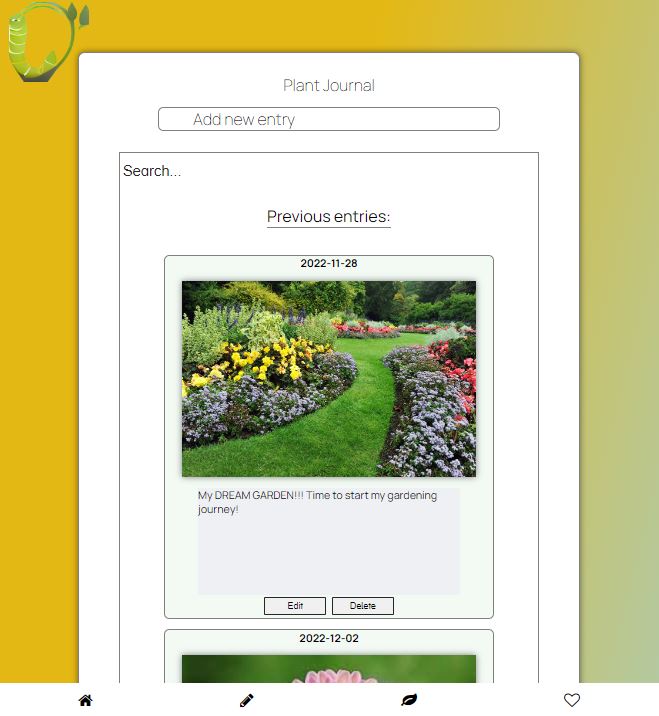 Plant Journal
Add new entry
Search...
Previous entries:
2022-11-28
My DREAM GARDEN!!! Time to start my gardening
journey!
Edit
Delete
2022-12-02